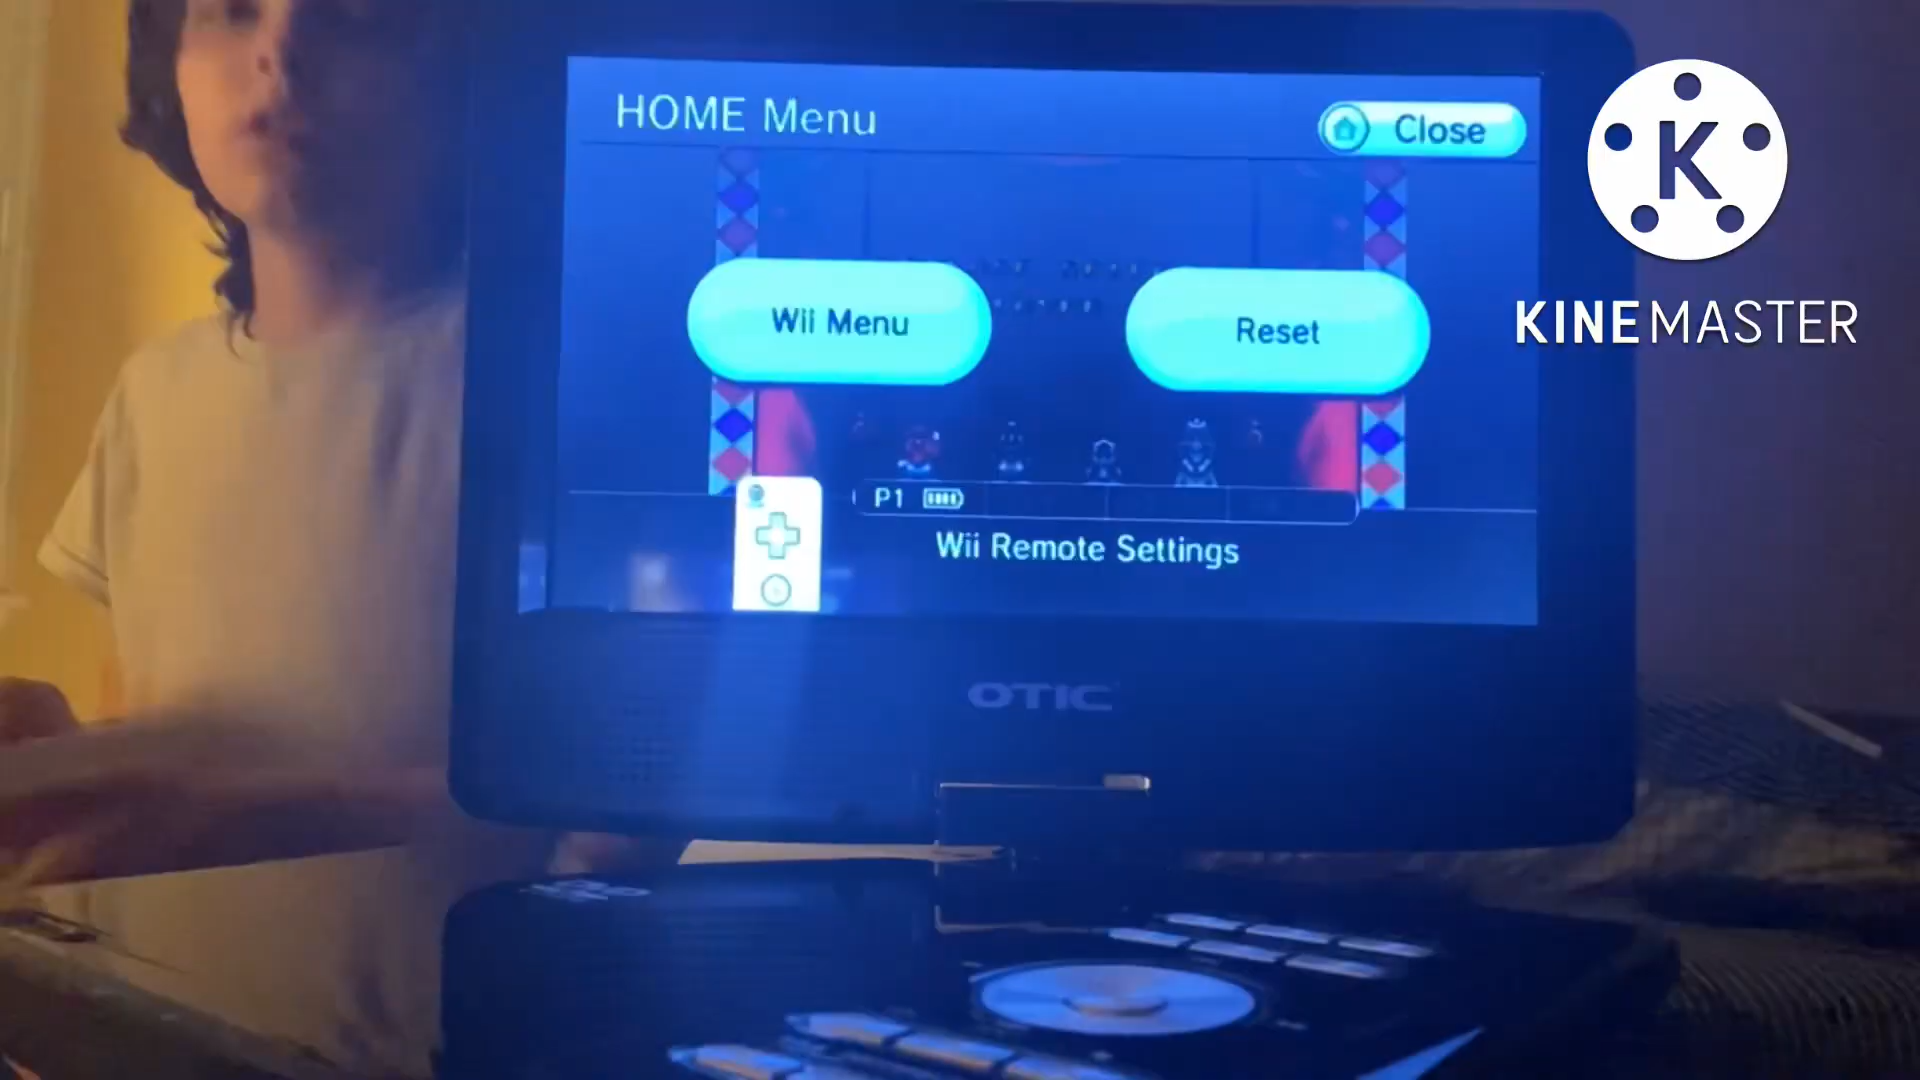 HOME Menu
Close
K
KINEMASTER
Wii Menu
Reset
P1
Wii Remote Settings
OTIC